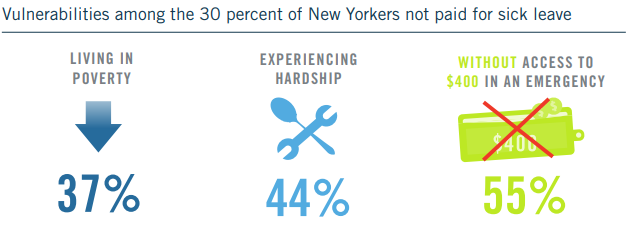 Vulnerabilities among the 30 percent of New Yorkers not paid for sick leave
LIVING IN
POVERTY
37%
EXPERIENCING
HARDSHIP
44%
WITHOUT ACCESS TO
$400 IN AN EMERGENCY
$400
55%